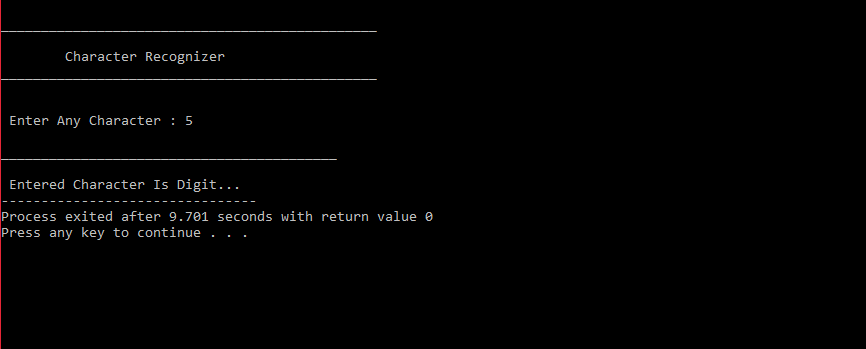 _______________________________________________
Character Recognizer
_______________________________________________
Enter Any Character : 5
__________________________________________
Entered Character Is Digit...
--------------------------------
Process exited after 9.701 seconds with return value 0
Press any key to continue . . .